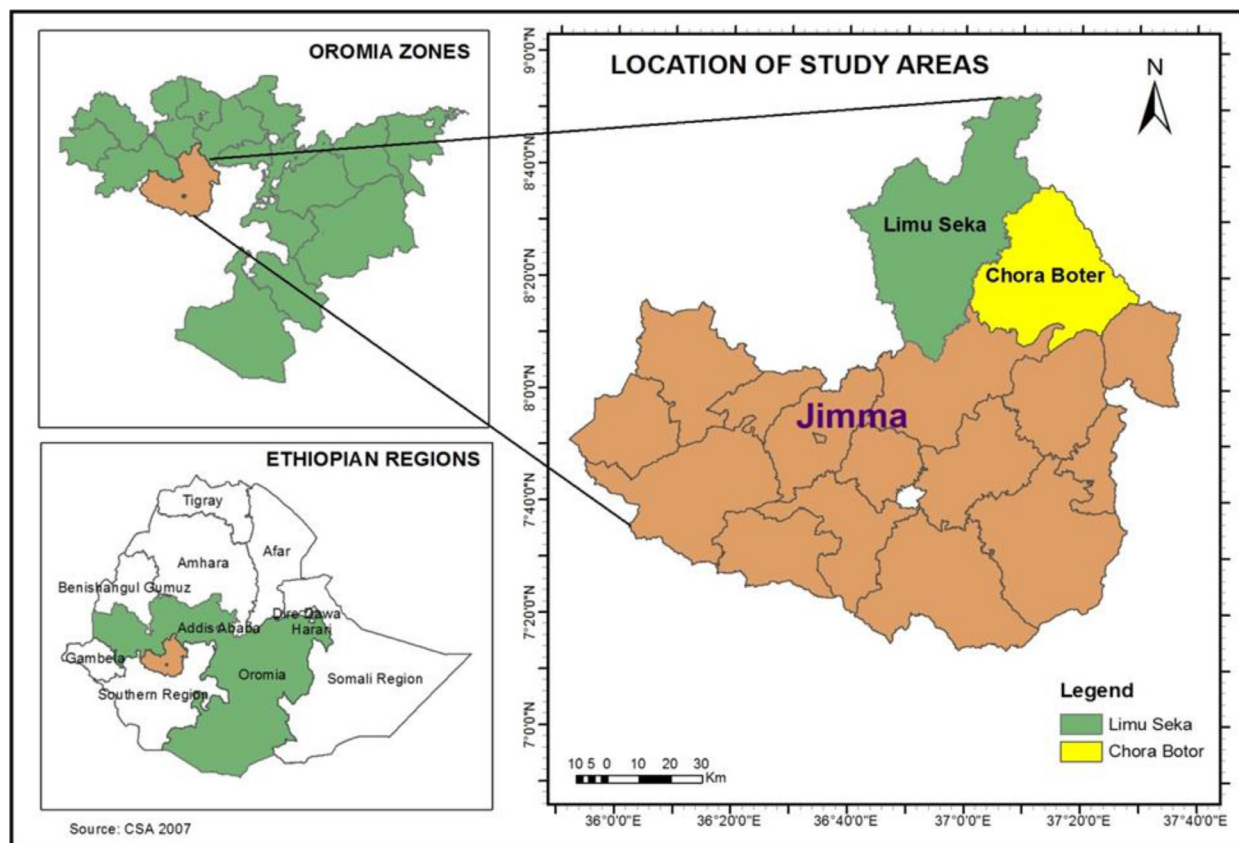 OROMIA ZONES
ETHIOPIAN REGIONS
Tigray
Afar
Amhara
Benishangul Gumuz
Dire Dawa
Addis Ababa
Harari
Gambela
Oromia
Somali Region
Southern Region
Source: CSA 2007
LOCATION OF STUDY AREAS
N
Limu Seka
Chora Boter
Jimma
Legend
Limu Seka
Chora Botor
10 5 0 10 20 30
Km
9°0'0"N
8°40'0"N
8°20'0"N
8°0'0"N
7°40'0"N
7°20'0"N
7°0'0"N
36°0'0"E 36°20'0"E 36°40'0"E 37°0'0"E 37°20'0"E 37°40'0"E